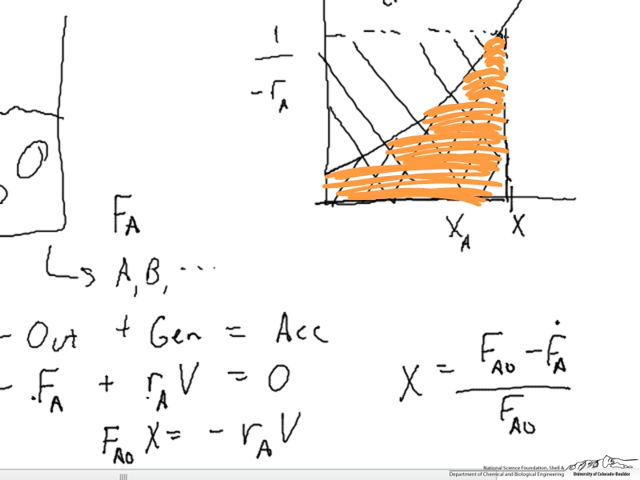 1
- rA
XA X
FA
A, B, ...
- Out + Gen = Acc
- FA + rA V = 0
X = FA0 - FA
FA0
FA0 X = - rA V
National Science Foundation, Shell &
Department of Chemical and Biological Engineering
University of Colorado Boulder